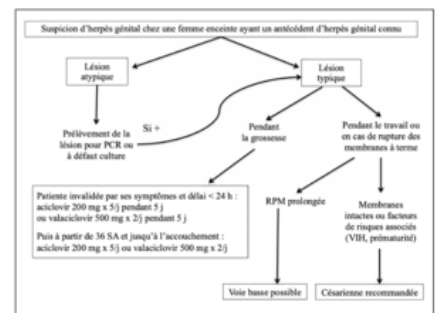 Suspicion d'herpès génital chez une femme enceinte ayant un antécédent d'herpès génital connu
Lésion
atypique
Lésion
typique
Prélèvement de la
lésion pour PCR ou
à défaut culture
Si +
Pendant
la grossesse
Pendant le travail ou
en cas de rupture des
membranes à terme
Patiente invalidée par ses symptômes et délai < 24 h :
aciclovir 200 mg x 5/j pendant 5 j
ou valaciclovir 500 mg x 2/j pendant 5 j
Puis à partir de 36 SA et jusqu'à l'accouchement :
aciclovir 200 mg x 5/j ou valaciclovir 500 mg x 2/j
RPM prolongée
Membranes
intactes ou facteurs
de risques associés
(VIH, prématurité)
Voie basse possible
Césarienne recommandée